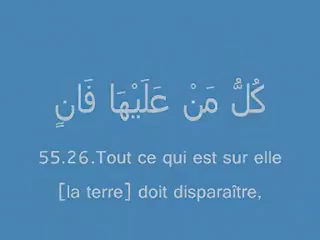 كُلُّ مَنْ عَلَيْهَا فَانٍ
55.26.Tout ce qui est sur elle
[la terre] doit disparaître,